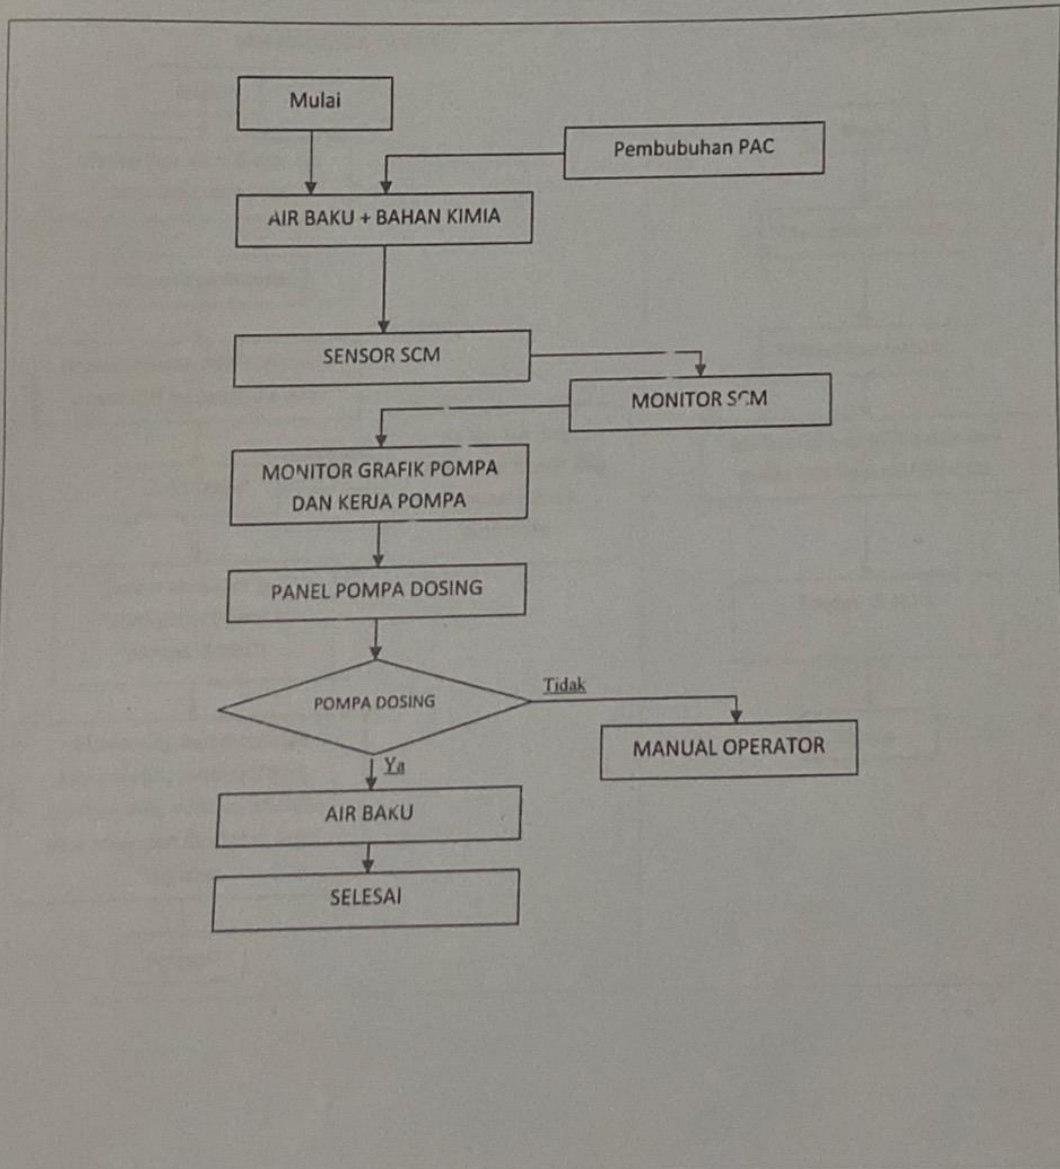 Mulai
Pembubuhan PAC
AIR BAKU + BAHAN KIMIA
SENSOR SCM
MONITOR SCM
MONITOR GRAFIK POMPA
DAN KERJA POMPA
PANEL POMPA DOSING
POMPA DOSING
Tidak
MANUAL OPERATOR
Ya
AIR BAKU
SELESAI